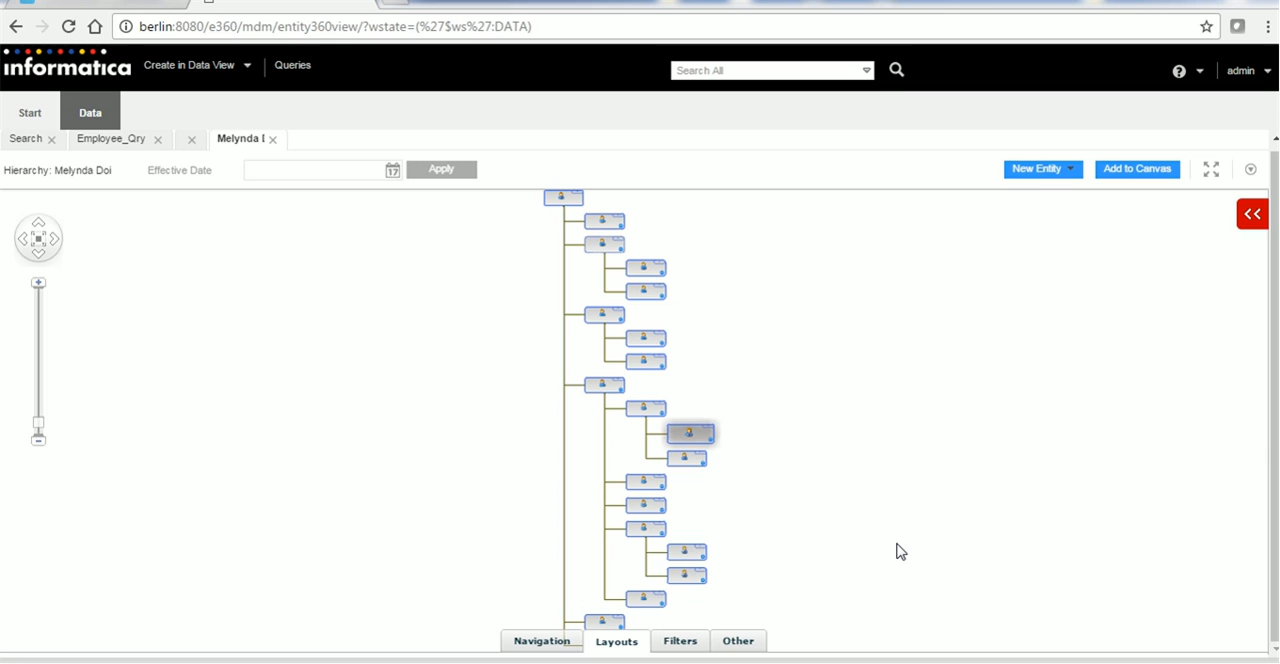 berlin:8080/e360/mdm/entity360view/?wstate=(%27$ws%27:DATA)
informatica
Create in Data View
Queries
Search All
admin
Start
Data
Search
Employee_Qry
Melynda D
Hierarchy: Melynda Doi
Effective Date
17
Apply
New Entity
Add to Canvas
Navigation
Layouts
Filters
Other